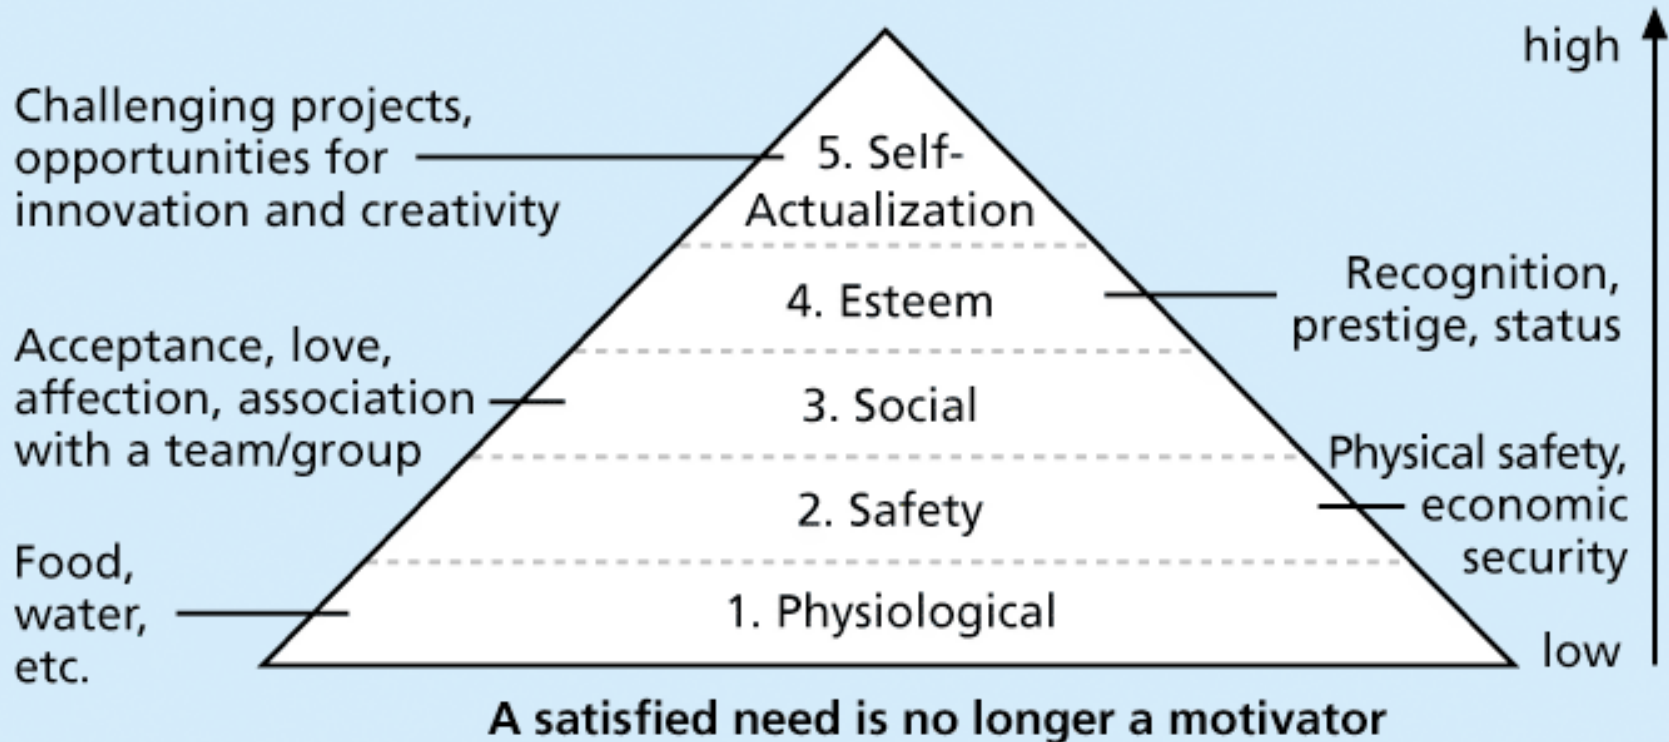 high
Challenging projects,
opportunities for
innovation and creativity
5. Self-
Actualization
4. Esteem
Recognition,
prestige, status
Acceptance, love,
affection, association
with a team/group
3. Social
2. Safety
Physical safety,
economic
security
Food,
water,
etc.
1. Physiological
low
A satisfied need is no longer a motivator